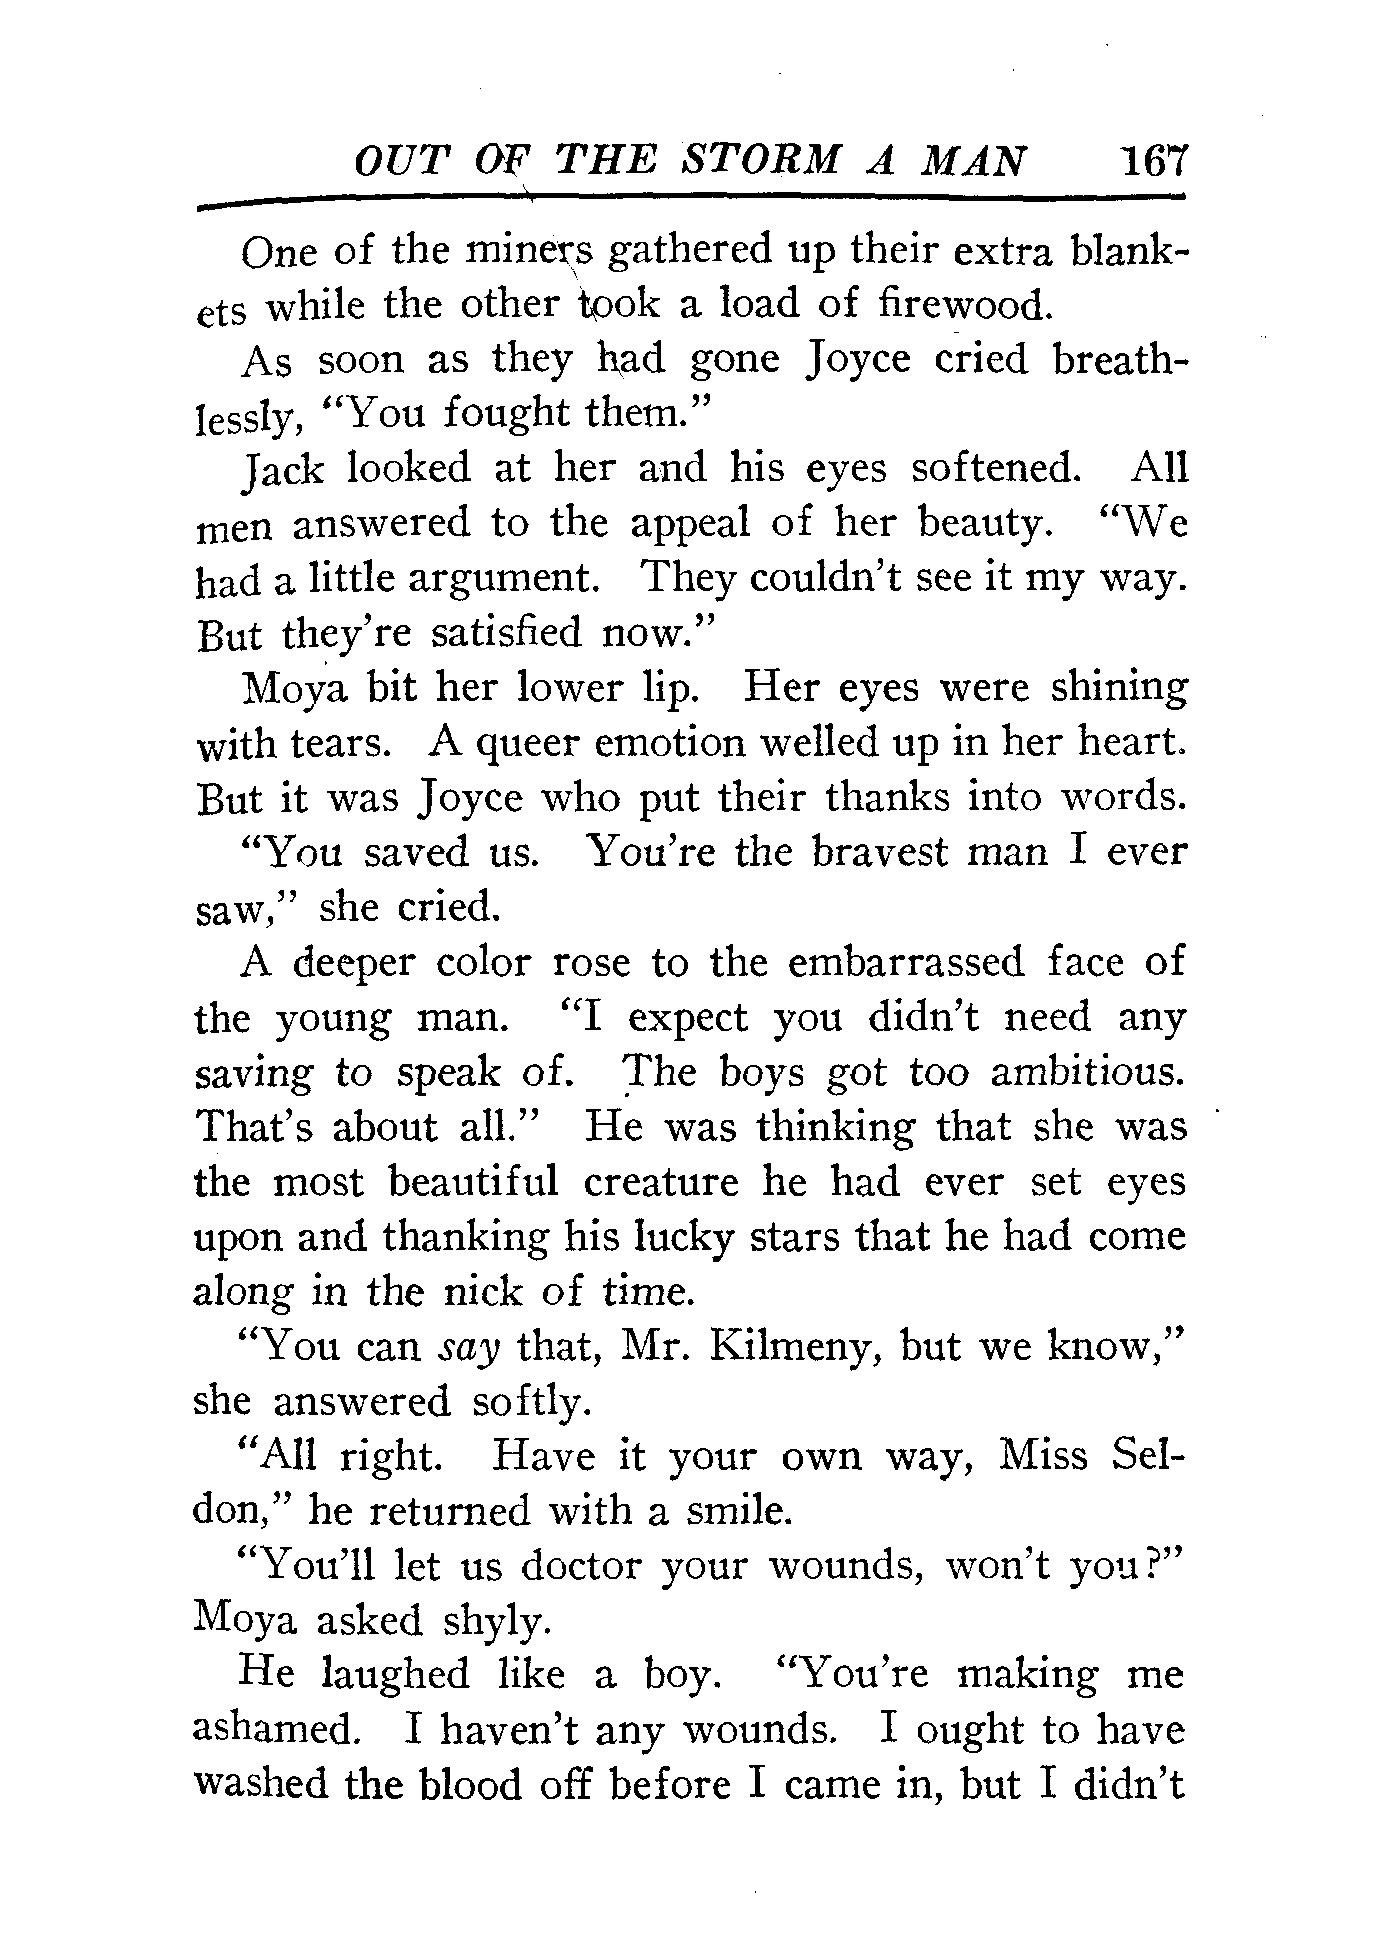 OUT OF THE STORM A MAN 167
One of the miners gathered up their extra blank-
ets while the other took a load of firewood.
As soon as they had gone Joyce cried breath-
lessly, “You fought them.”
Jack looked at her and his eyes softened. All
men answered to the appeal of her beauty. “We
had a little argument. They couldn’t see it my way.
But they’re satisfied now.”
Moya bit her lower lip. Her eyes were shining
with tears. A queer emotion welled up in her heart.
But it was Joyce who put their thanks into words.
“You saved us. You’re the bravest man I ever
saw,” she cried.
A deeper color rose to the embarrassed face of
the young man. “I expect you didn’t need any
saving to speak of. The boys got too ambitious.
That’s about all.” He was thinking that she was
the most beautiful creature he had ever set eyes
upon and thanking his lucky stars that he had come
along in the nick of time.
“You can say that, Mr. Kilmeny, but we know,”
she answered softly.
“All right. Have it your own way, Miss Sel-
don,” he returned with a smile.
“You’ll let us doctor your wounds, won’t you?”
Moya asked shyly.
He laughed like a boy. “You’re making me
ashamed. I haven’t any wounds. I ought to have
washed the blood off before I came in, but I didn’t